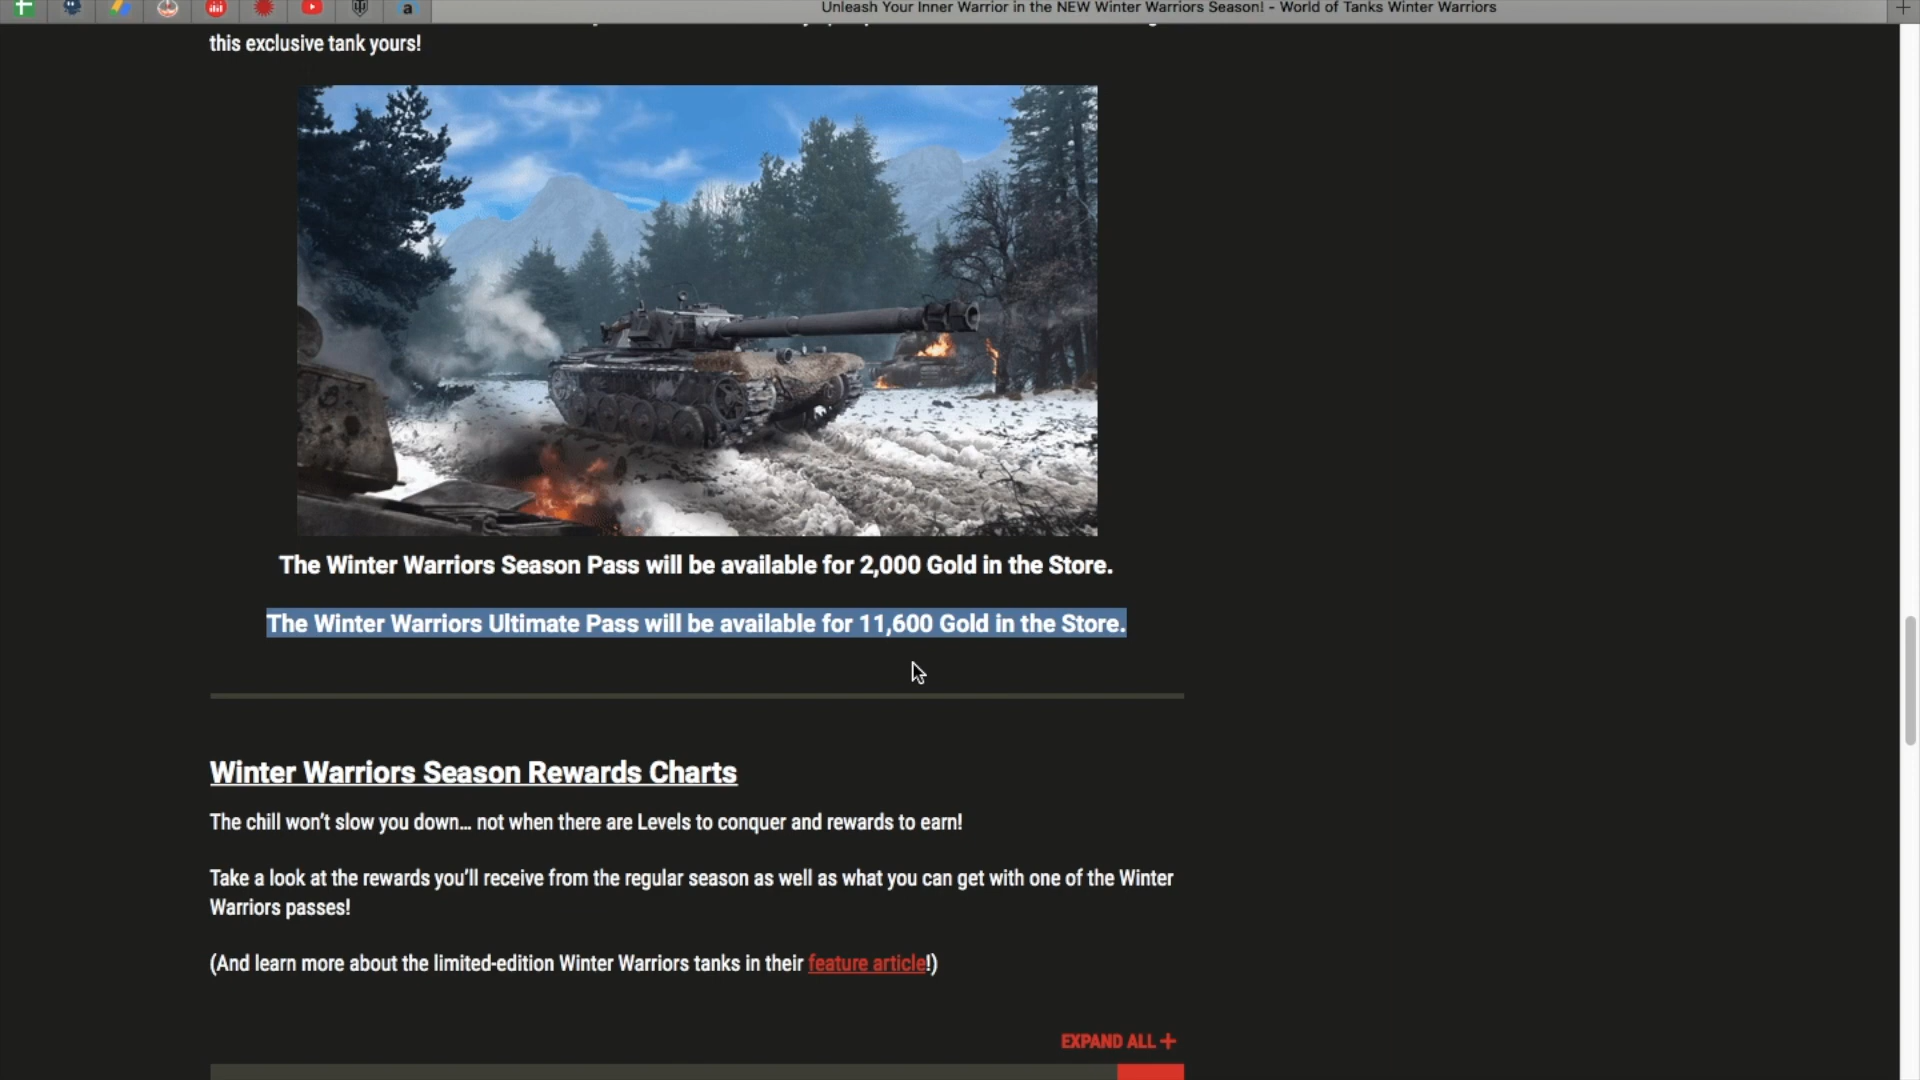 Unleash Your Inner Warrior in the NEW Winter Warriors Season! - World of Tanks Winter Warriors
this exclusive tank yours!
The Winter Warriors Season Pass will be available for 2,000 Gold in the Store.
The Winter Warriors Ultimate Pass will be available for 11,600 Gold in the Store.
Winter Warriors Season Rewards Charts
The chill won't slow you down... not when there are Levels to conquer and rewards to earn!
Take a look at the rewards you'll receive from the regular season as well as what you can get with one of the Winter
Warriors passes!
(And learn more about the limited-edition Winter Warriors tanks in their feature article!)
EXPAND ALL +